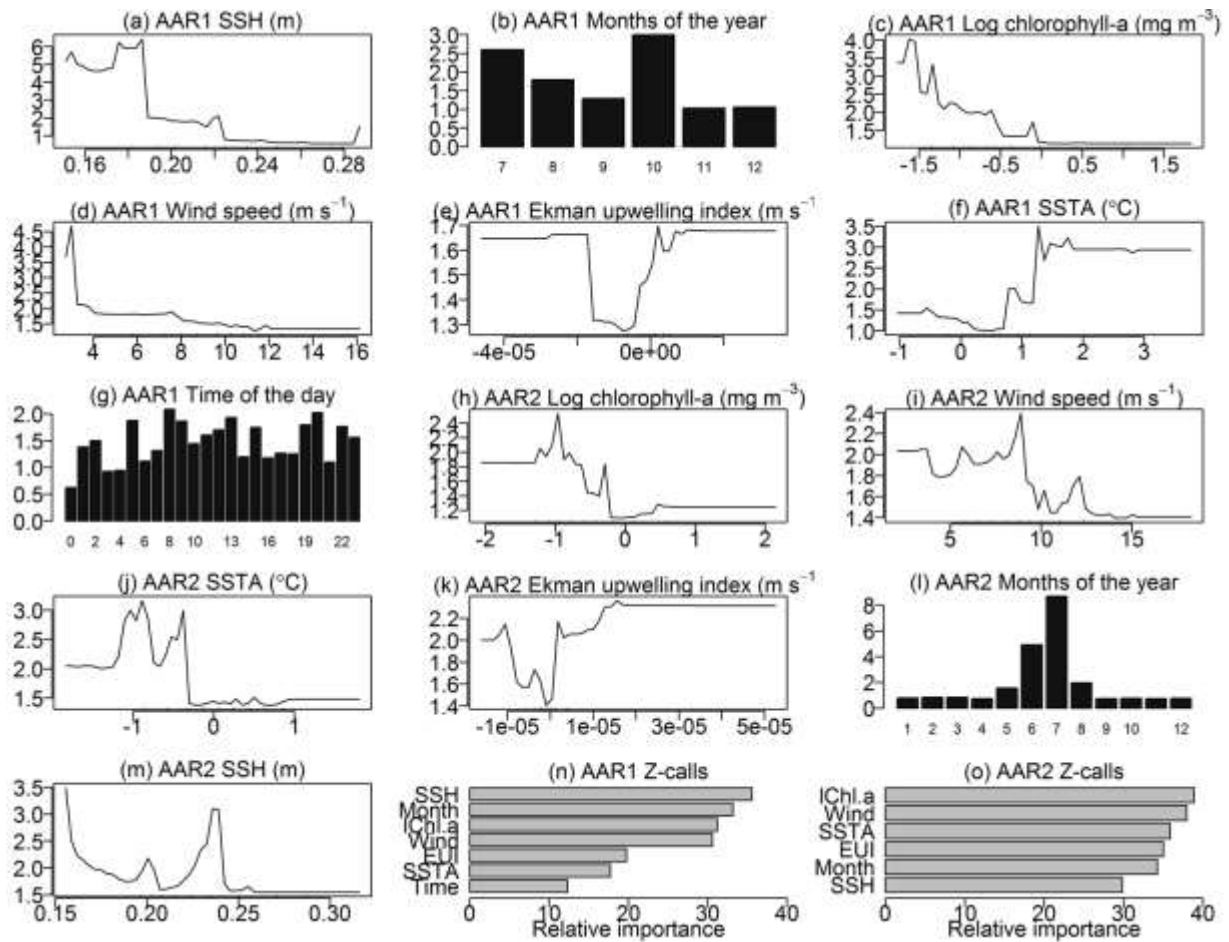 (a) AAR1 SSH (m)
6
5
4
3
2
1
0.16 0.20 0.24 0.28
(b) AAR1 Months of the year
3.0
2.5
2.0
1.5
1.0
0.5
0.0
7 8 9 10 11 12
(c) AAR1 Log chlorophyll-a (mg m⁻³)
4.0
3.5
3.0
2.5
2.0
1.5
-1.5 -0.5 0.5 1.5
(d) AAR1 Wind speed (m s⁻¹)
4.5
4.0
3.5
3.0
2.5
2.0
1.5
4 6 8 10 12 14 16
(e) AAR1 Ekman upwelling index (m s⁻¹
1.7
1.6
1.5
1.4
1.3
-4e-05 0e+00
(f) AAR1 SSTA (°C)
3.5
3.0
2.5
2.0
1.5
1.0
-1 0 1 2 3
(g) AAR1 Time of the day
2.0
1.5
1.0
0.5
0.0
0 2 4 6 8 10 13 16 19 22
(h) AAR2 Log chlorophyll-a (mg m⁻³)
2.4
2.2
2.0
1.8
1.6
1.4
1.2
-2 -1 0 1 2
(i) AAR2 Wind speed (m s⁻¹)
2.4
2.2
2.0
1.8
1.6
1.4
5 10 15
(j) AAR2 SSTA (°C)
3.0
2.5
2.0
1.5
-1 0 1
(k) AAR2 Ekman upwelling index (m s⁻¹
2.2
2.0
1.8
1.6
1.4
-1e-05 1e-05 3e-05 5e-05
(l) AAR2 Months of the year
8
6
4
2
0
1 2 3 4 5 6 7 8 9 10 12
(m) AAR2 SSH (m)
3.5
3.0
2.5
2.0
1.5
0.15 0.20 0.25 0.30
(n) AAR1 Z-calls
SSH
Month
lChl.a
Wind
EUI
SSTA
Time
0 10 20 30 40
Relative importance
(o) AAR2 Z-calls
lChl.a
Wind
SSTA
EUI
Month
SSH
0 10 20 30 40
Relative importance